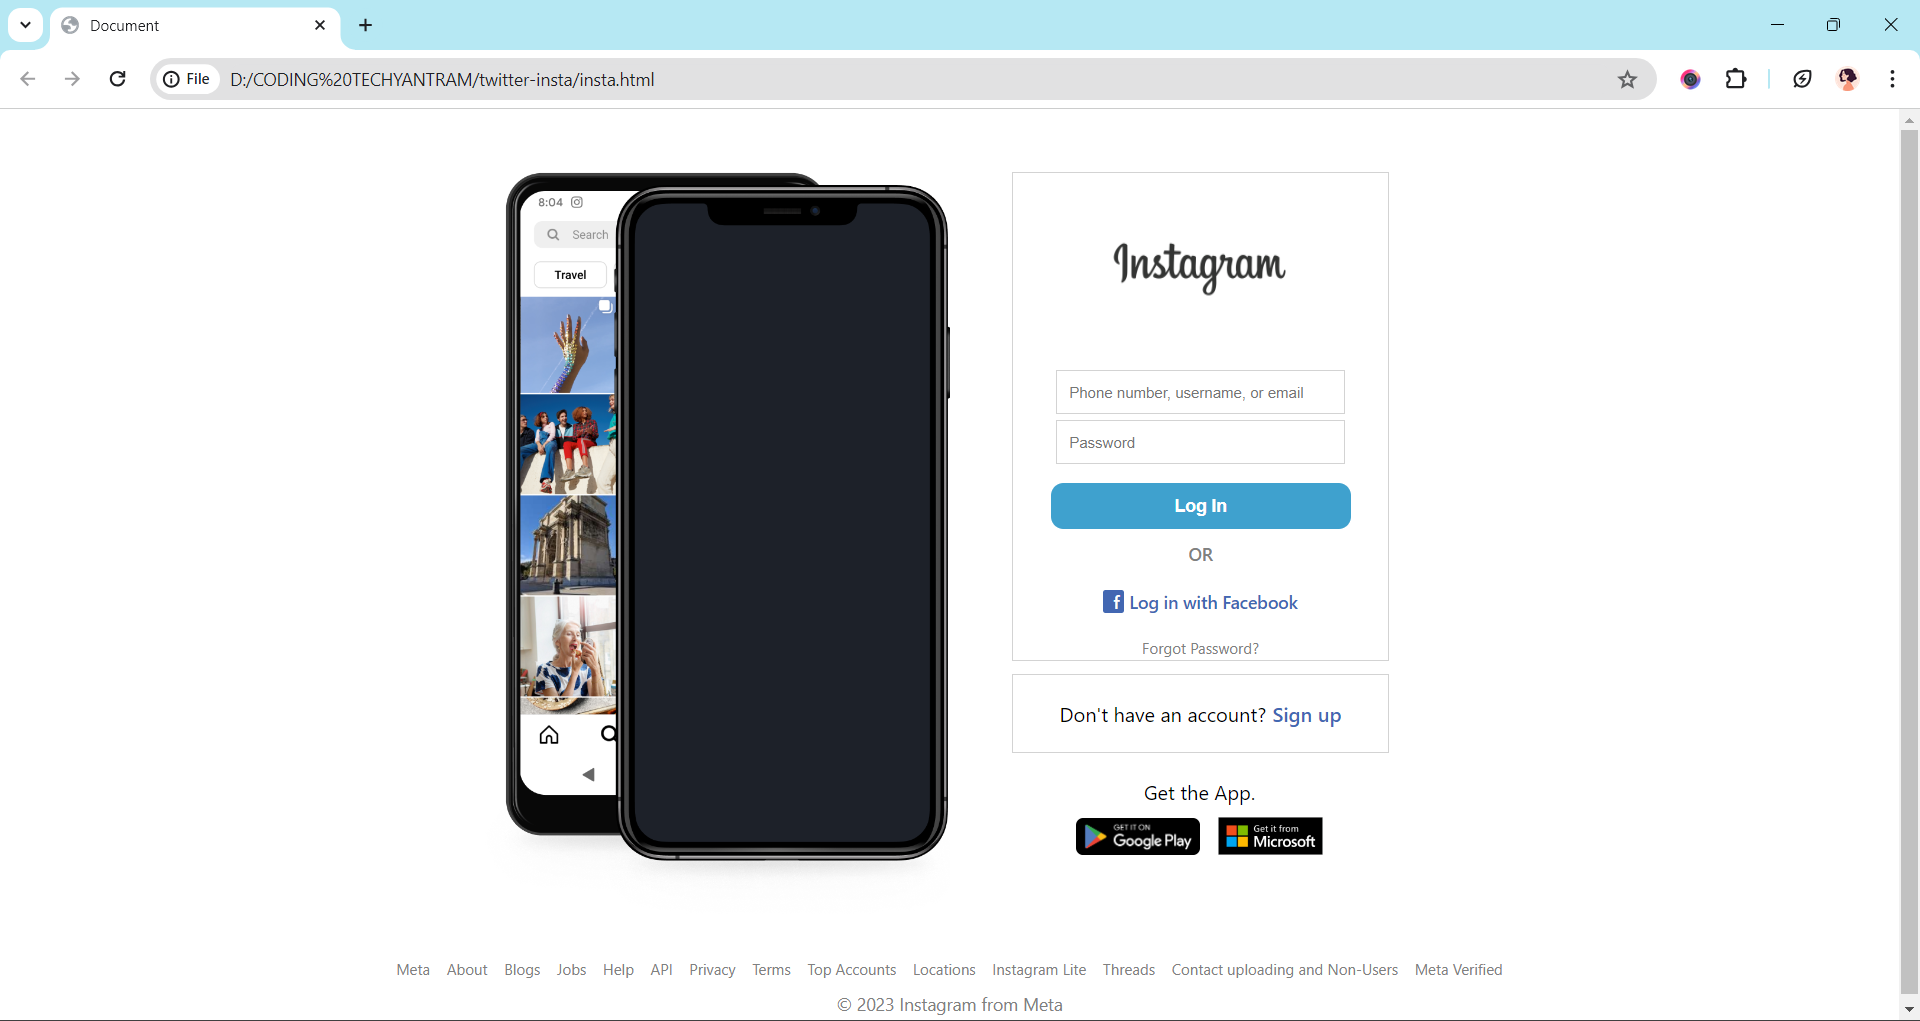 Document
File
D:/CODING%20TECHYANTRAM/twitter-insta/insta.html
8:04
Search
Travel
Instagram
Phone number, username, or email
Password
Log In
OR
f Log in with Facebook
Forgot Password?
Don't have an account? Sign up
Get the App.
GET IT ON
Google Play
Get it from
Microsoft
Meta About Blogs Jobs Help API Privacy Terms Top Accounts Locations Instagram Lite Threads Contact uploading and Non-Users Meta Verified
© 2023 Instagram from Meta